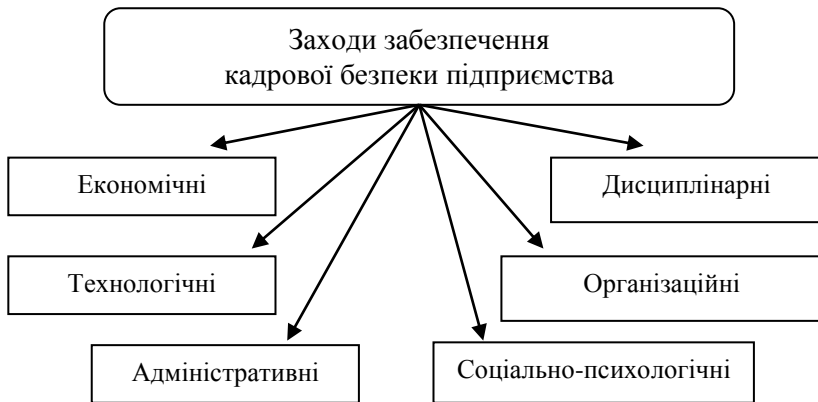 Заходи забезпечення
кадрової безпеки підприємства
Економічні
Дисциплінарні
Технологічні
Організаційні
Адміністративні
Соціально-психологічні